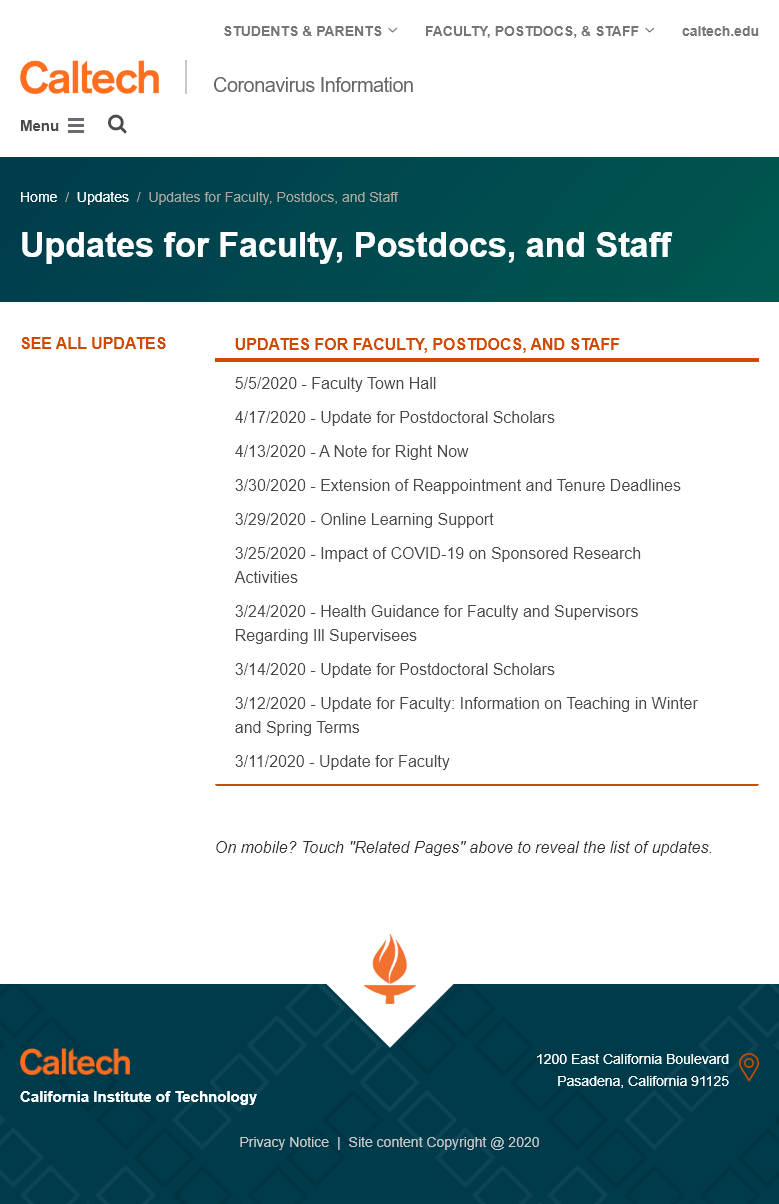 STUDENTS & PARENTS
FACULTY, POSTDOCS, & STAFF
caltech.edu
Caltech
Coronavirus Information
Menu
Home / Updates / Updates for Faculty, Postdocs, and Staff
Updates for Faculty, Postdocs, and Staff
SEE ALL UPDATES
UPDATES FOR FACULTY, POSTDOCS, AND STAFF
5/5/2020 - Faculty Town Hall
4/17/2020 - Update for Postdoctoral Scholars
4/13/2020 - A Note for Right Now
3/30/2020 - Extension of Reappointment and Tenure Deadlines
3/29/2020 - Online Learning Support
3/25/2020 - Impact of COVID-19 on Sponsored Research
Activities
3/24/2020 - Health Guidance for Faculty and Supervisors
Regarding Ill Supervisees
3/14/2020 - Update for Postdoctoral Scholars
3/12/2020 - Update for Faculty: Information on Teaching in Winter
and Spring Terms
3/11/2020 - Update for Faculty
On mobile? Touch "Related Pages" above to reveal the list of updates.
Caltech
California Institute of Technology
1200 East California Boulevard
Pasadena, California 91125
Privacy Notice | Site content Copyright @ 2020